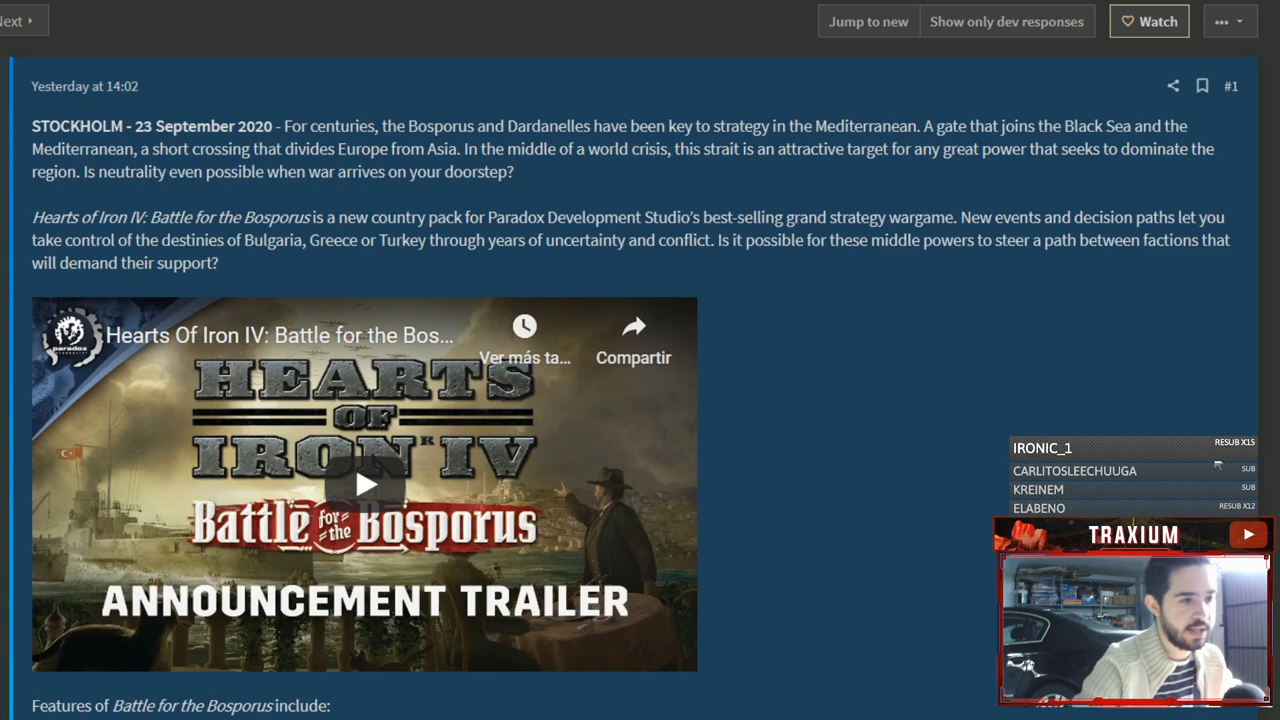 Next
Jump to new
Show only dev responses
Watch
Yesterday at 14:02
#1
STOCKHOLM - 23 September 2020 - For centuries, the Bosporus and Dardanelles have been key to strategy in the Mediterranean. A gate that joins the Black Sea and the
Mediterranean, a short crossing that divides Europe from Asia. In the middle of a world crisis, this strait is an attractive target for any great power that seeks to dominate the
region. Is neutrality even possible when war arrives on your doorstep?
Hearts of Iron IV: Battle for the Bosporus is a new country pack for Paradox Development Studio's best-selling grand strategy wargame. New events and decision paths let you
take control of the destinies of Bulgaria, Greece or Turkey through years of uncertainty and conflict. Is it possible for these middle powers to steer a path between factions that
will demand their support?
paradox
Hearts Of Iron IV: Battle for the Bos...
Ver más ta...
Compartir
HEARTS
OF
IRON IV
Battle for the Bosporus
ANNOUNCEMENT TRAILER
IRONIC_1
RESUB X15
CARLITOSLEECHUUGA
SUB
KREINEM
SUB
ELABENO
RESUB X12
TRAXIUM
Features of Battle for the Bosporus include: